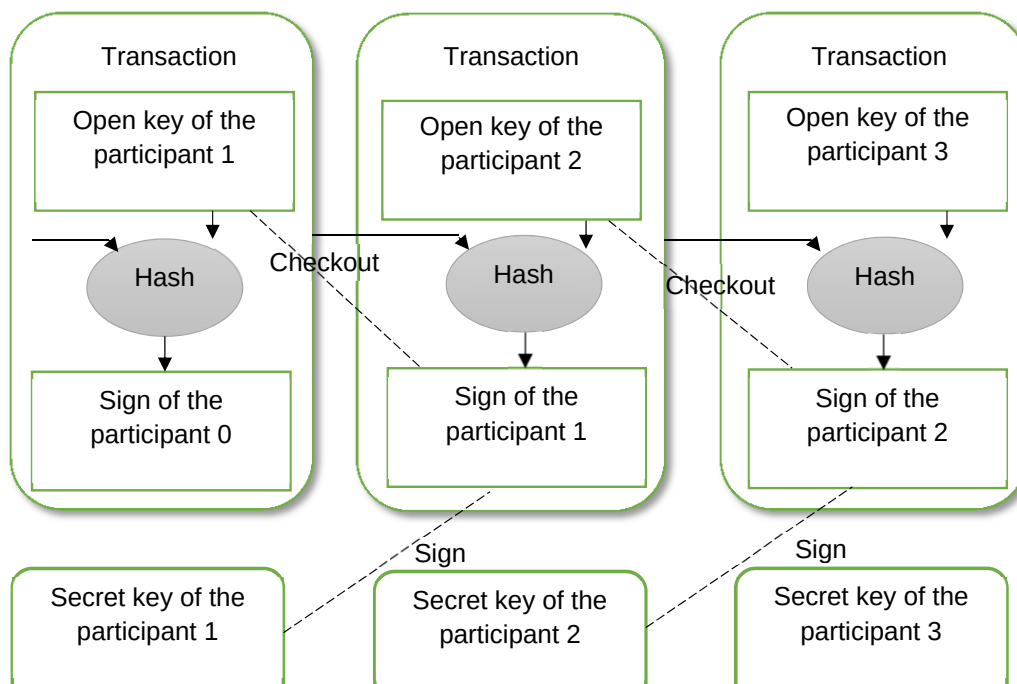 Transaction
Open key of the
participant 1
Hash
Sign of the
participant 0
Checkout
Transaction
Open key of the
participant 2
Hash
Sign of the
participant 1
Checkout
Transaction
Open key of the
participant 3
Hash
Sign of the
participant 2
Sign
Sign
Secret key of the
participant 1
Secret key of the
participant 2
Secret key of the
participant 3